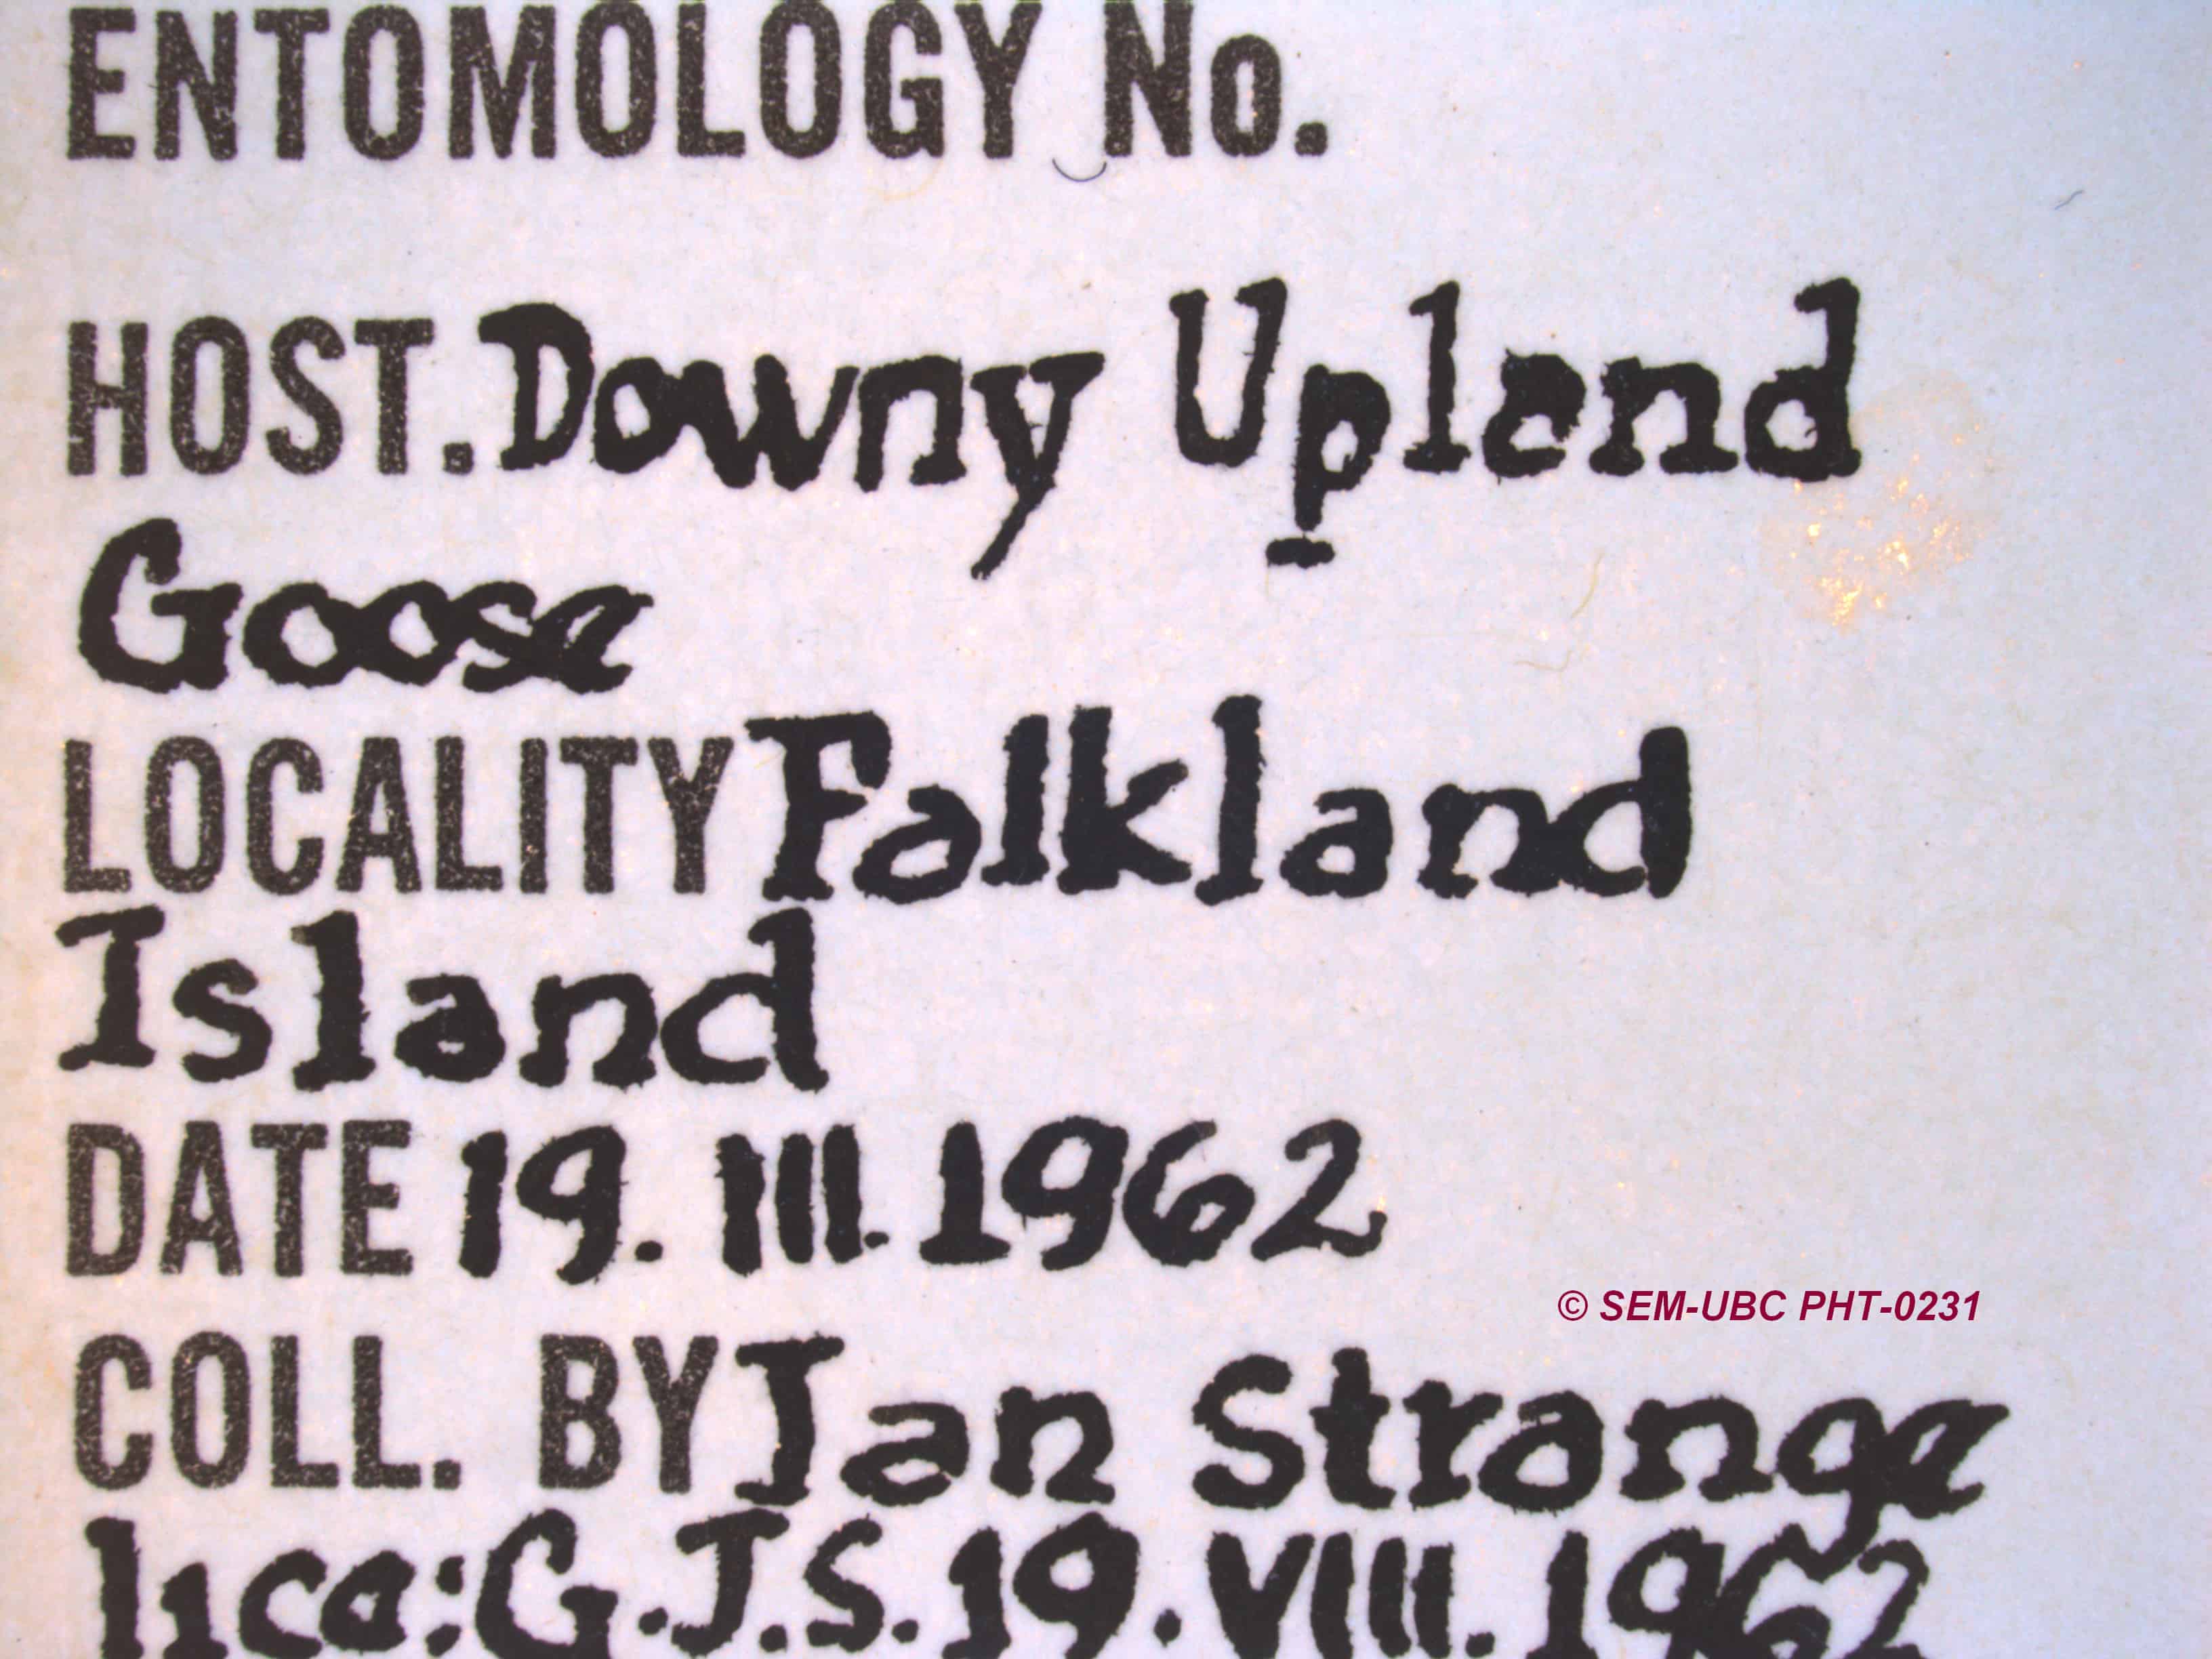 ENTOMOLOGY No.
HOST. Downy Upland
Goose
LOCALITY Falkland
Island
DATE 19. III. 1962
© SEM-UBC PHT-0231
COLL. BY Ian Strange
lice: G.J.S. 19. VIII. 1962